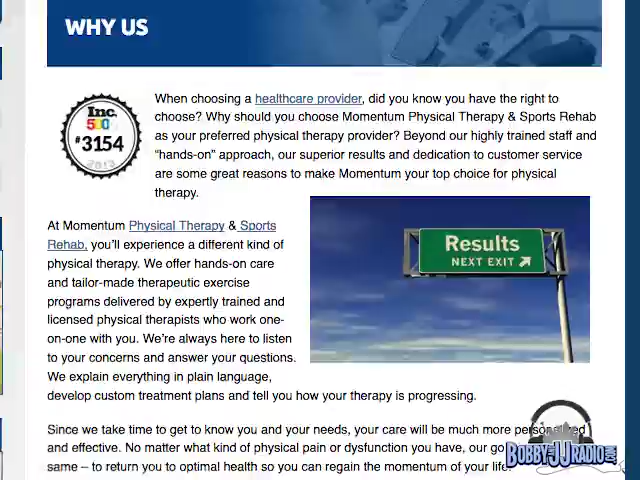 WHY US
When choosing a healthcare provider, did you know you have the right to
choose? Why should you choose Momentum Physical Therapy & Sports Rehab
as your preferred physical therapy provider? Beyond our highly trained staff and
“hands-on” approach, our superior results and dedication to customer service
are some great reasons to make Momentum your top choice for physical
therapy.
Inc.
500
#3154
2013
Results
NEXT EXIT
At Momentum Physical Therapy & Sports
Rehab, you’ll experience a different kind of
physical therapy. We offer hands-on care
and tailor-made therapeutic exercise
programs delivered by expertly trained and
licensed physical therapists who work one-
on-one with you. We’re always here to listen
to your concerns and answer your questions.
We explain everything in plain language,
develop custom treatment plans and tell you how your therapy is progressing.
Since we take time to get to know you and your needs, your care will be much more personalized
and effective. No matter what kind of physical pain or dysfunction you have, our
same – to return you to optimal health so you can regain the momentum of your life.
BOBBY JJ RADIO